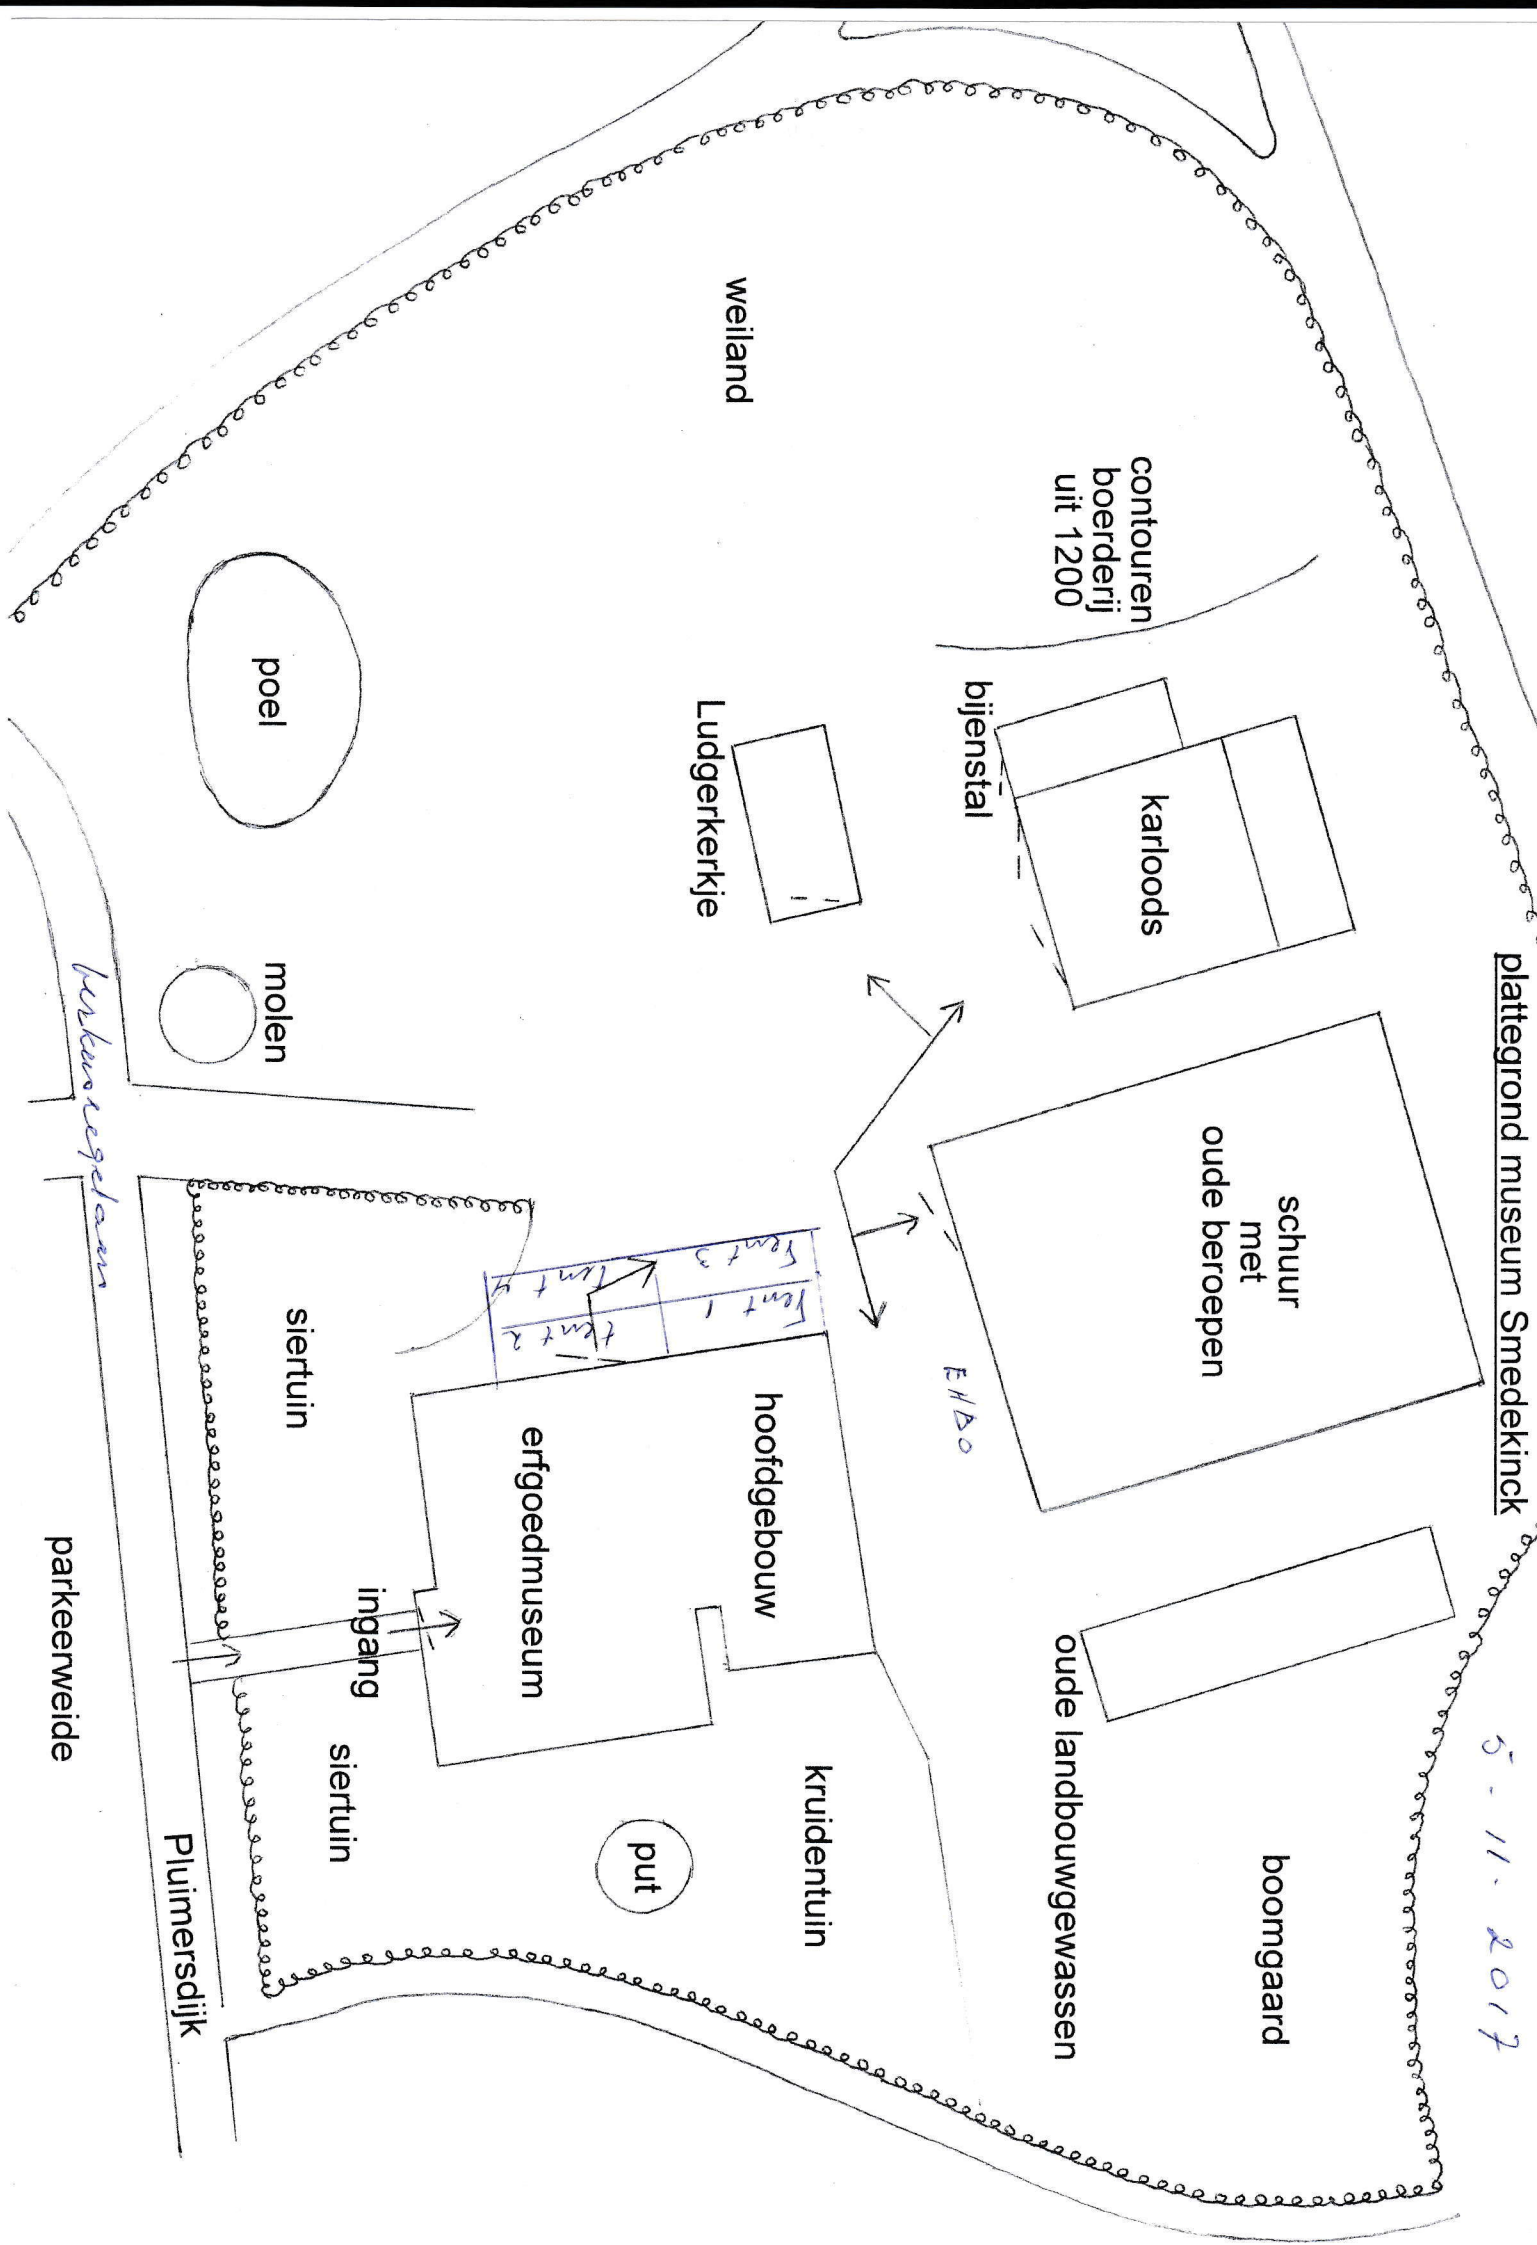 plattegrond museum Smedekinck
5-11-2017
contouren
boerderij
uit 1200
karloods
bijenstal
schuur
met
oude beroepen
EHBO
boomgaard
oude landbouwgewassen
weiland
Ludgerkerkje
tent 3
tent 4
tent 1
tent 2
hoofdgebouw
erfgoedmuseum
kruidentuin
put
poel
molen
siertuin
ingang
siertuin
Pluimersdijk
parkeerweide